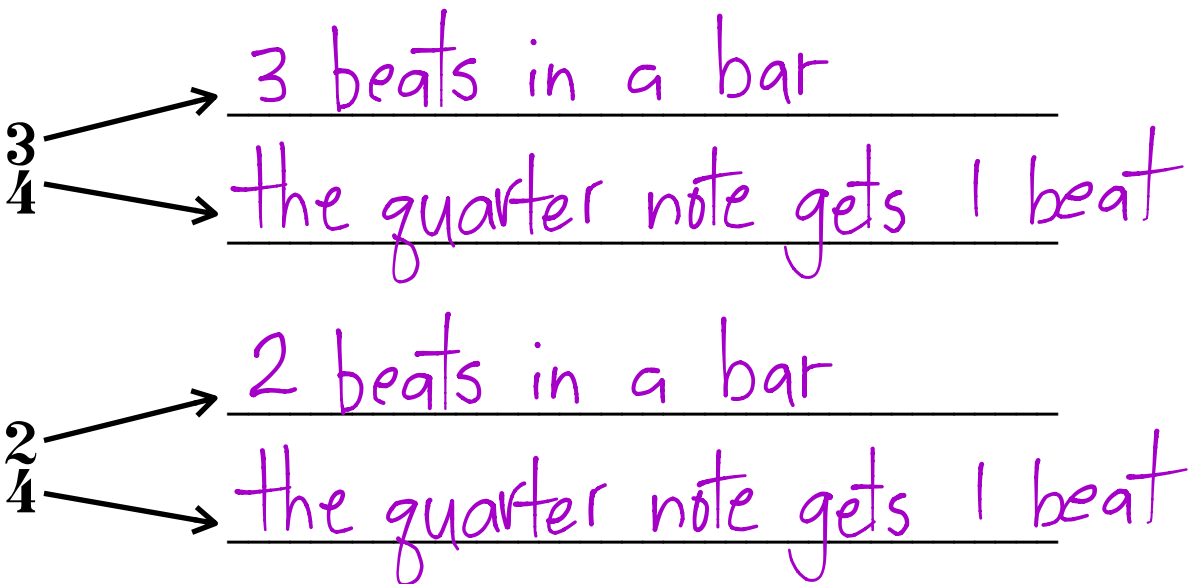 3 beats in a bar
3
4
the quarter note gets 1 beat
2 beats in a bar
2
4
the quarter note gets 1 beat